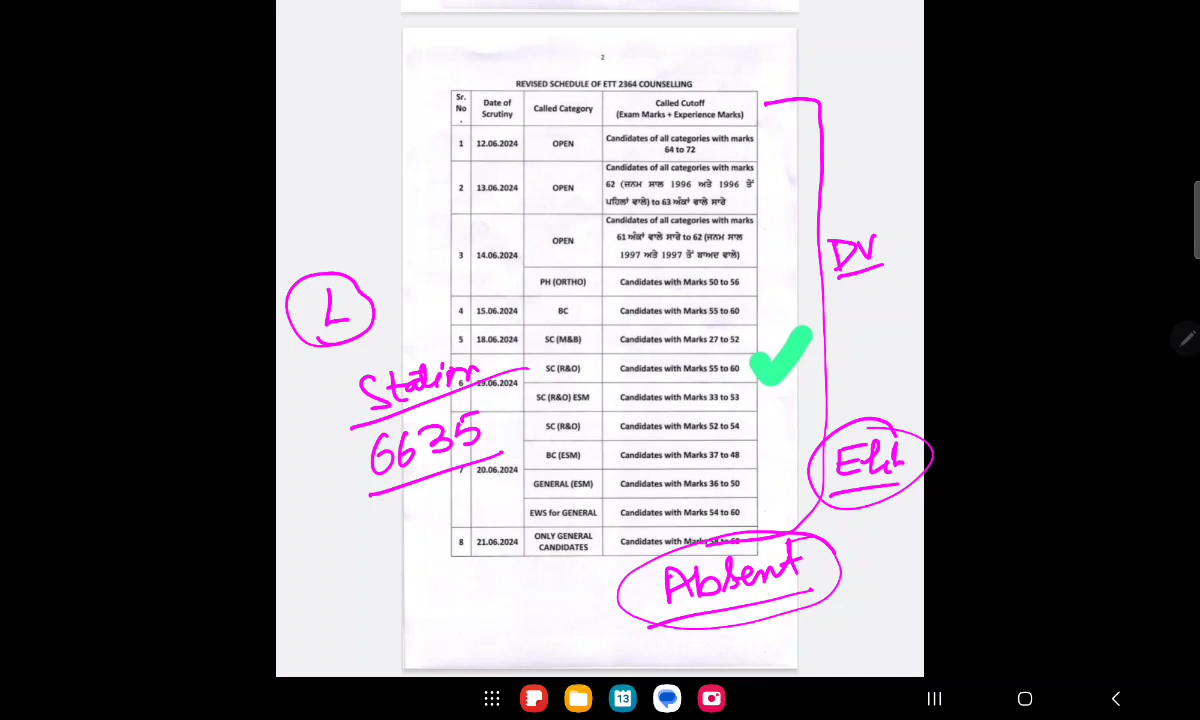 2
REVISED SCHEDULE OF ETT 2364 COUNSELLING
Sr. No . Date of Scrutiny Called Category Called Cutoff (Exam Marks + Experience Marks)
1 12.06.2024 OPEN Candidates of all categories with marks 64 to 72
2 13.06.2024 OPEN Candidates of all categories with marks 62 (ਜਨਮ ਸਾਲ 1996 ਅਤੇ 1996 ਤੋਂ ਪਹਿਲਾਂ ਵਾਲੇ) to 63 ਅੰਕਾਂ ਵਾਲੇ ਸਾਰੇ
3 14.06.2024 OPEN Candidates of all categories with marks 61 ਅੰਕਾਂ ਵਾਲੇ ਸਾਰੇ to 62 (ਜਨਮ ਸਾਲ 1997 ਅਤੇ 1997 ਤੋਂ ਬਾਅਦ ਵਾਲੇ)
PH (ORTHO) Candidates with Marks 50 to 56
4 15.06.2024 BC Candidates with Marks 55 to 60
5 18.06.2024 SC (M&B) Candidates with Marks 27 to 52
6 19.06.2024 SC (R&O) Candidates with Marks 55 to 60
SC (R&O) ESM Candidates with Marks 33 to 53
7 20.06.2024 SC (R&O) Candidates with Marks 52 to 54
BC (ESM) Candidates with Marks 37 to 48
GENERAL (ESM) Candidates with Marks 36 to 50
EWS for GENERAL Candidates with Marks 54 to 60
8 21.06.2024 ONLY GENERAL CANDIDATES Candidates with Marks 58 to 60
DV
L
Station
6635
Absent
13